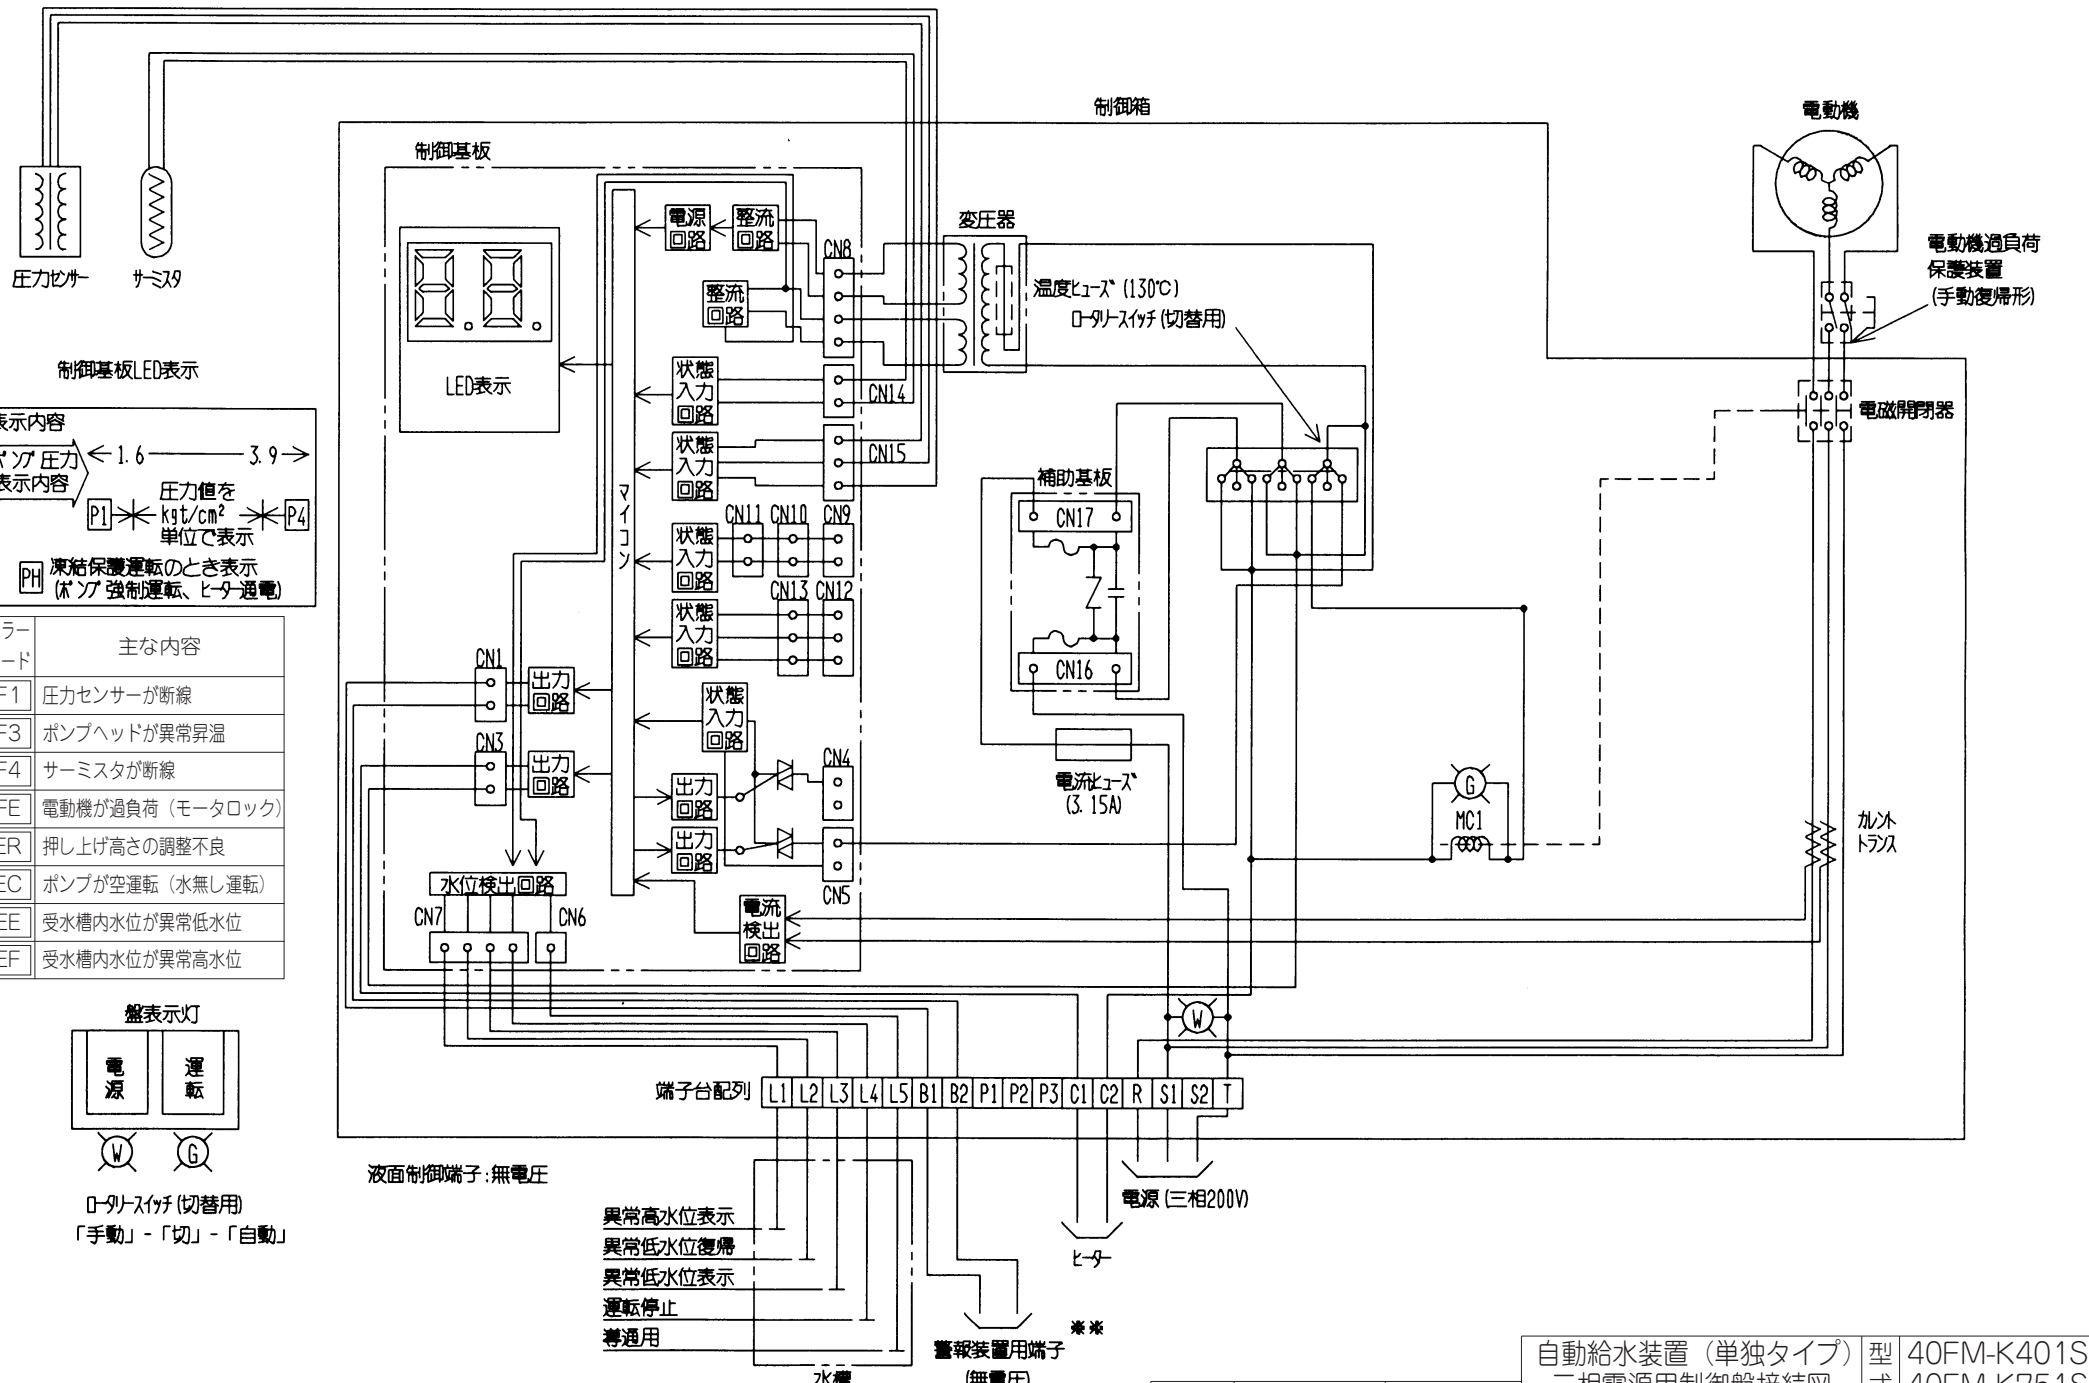 制御箱
電動機
制御基板
圧力センサー
サーミスタ
電源
回路
整流
回路
CN8
変圧器
電動機過負荷
保護装置
(手動復帰形)
整流
回路
温度ヒューズ (130℃)
ロータリースイッチ (切替用)
制御基板LED表示
LED表示
状態
入力
回路
CN14
電磁開閉器
表示内容
ポンプ圧力
表示内容
1.6
3.9
P1
圧力値を
kgt/cm²
単位で表示
P4
PH
凍結保護運転のとき表示
(ポンプ強制運転、ヒーター通電)
状態
入力
回路
CN15
マイコン
補助基板
CN17
CN11 CN10 CN9
状態
入力
回路
CN13 CN12
状態
入力
回路
CN16
主な内容
F1 圧力センサーが断線
F3 ポンプヘッドが異常昇温
F4 サーミスタが断線
FE 電動機が過負荷（モータロック）
ER 押し上げ高さの調整不良
EC ポンプが空運転（水無し運転）
EE 受水槽内水位が異常低水位
EF 受水槽内水位が異常高水位
CN1
出力
回路
CN3
出力
回路
状態
入力
回路
出力
回路
CN4
出力
回路
CN5
電流ヒューズ
(3.15A)
G
MC1
カレント
トランス
水位検出回路
CN7
CN6
電流
検出
回路
盤表示灯
電源
運転
W
G
ロータリースイッチ (切替用)
「手動」-「切」-「自動」
W
端子台配列 L1 L2 L3 L4 L5 B1 B2 P1 P2 P3 C1 C2 R S1 S2 T
液面制御端子:無電圧
電源 (三相200V)
異常高水位表示
異常低水位復帰
異常低水位表示
運転停止
導通用
水槽
ヒーター
※※
警報装置用端子
(無電圧)
自動給水装置（単独タイプ） 型 40FM-K401S
三相電源用制御盤接続図 式 40FM-K751S